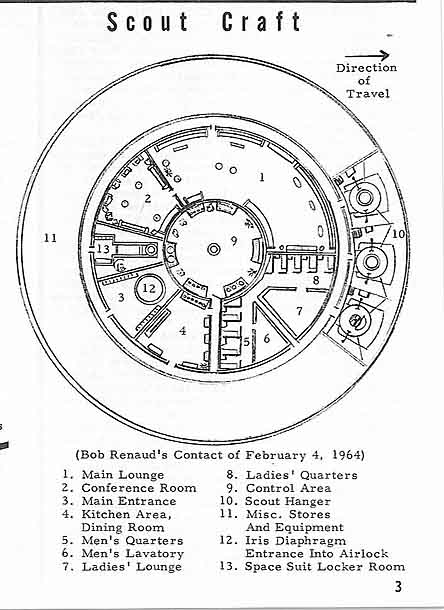 Scout Craft
Direction
of
Travel
1
2
13
9
11
10
3
12
8
7
4
5
6
(Bob Renaud's Contact of February 4, 1964)
1. Main Lounge
2. Conference Room
3. Main Entrance
4. Kitchen Area,
Dining Room
5. Men's Quarters
6. Men's Lavatory
7. Ladies' Lounge
8. Ladies' Quarters
9. Control Area
10. Scout Hanger
11. Misc. Stores
And Equipment
12. Iris Diaphragm
Entrance Into Airlock
13. Space Suit Locker Room
3
s